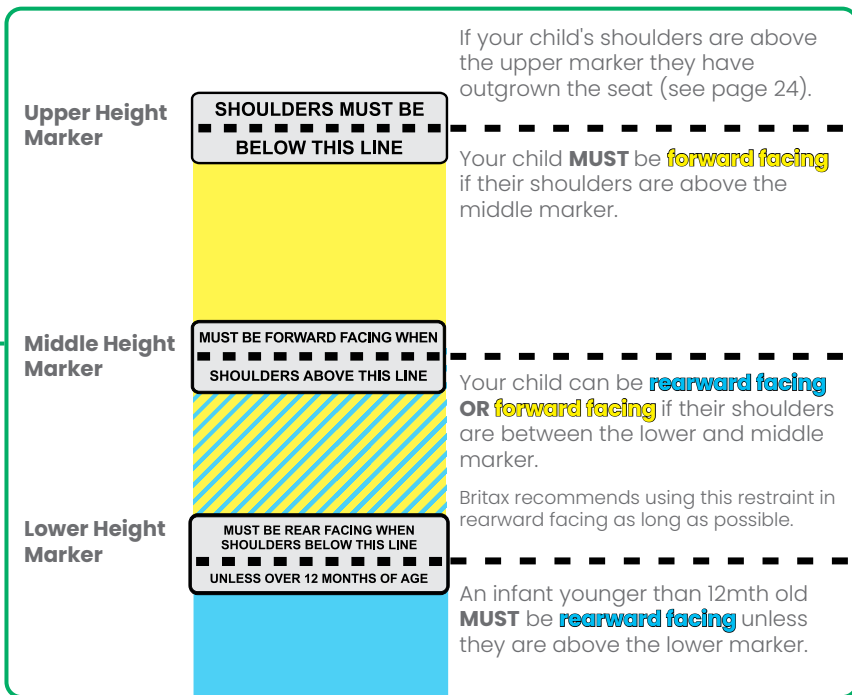 If your child's shoulders are above
the upper marker they have
outgrown the seat (see page 24).
Upper Height
Marker
SHOULDERS MUST BE
BELOW THIS LINE
Your child MUST be forward facing
if their shoulders are above the
middle marker.
Middle Height
Marker
MUST BE FORWARD FACING WHEN
SHOULDERS ABOVE THIS LINE
Your child can be rearward facing
OR forward facing if their shoulders
are between the lower and middle
marker.
Britax recommends using this restraint in
rearward facing as long as possible.
Lower Height
Marker
MUST BE REAR FACING WHEN
SHOULDERS BELOW THIS LINE
UNLESS OVER 12 MONTHS OF AGE
An infant younger than 12mth old
MUST be rearward facing unless
they are above the lower marker.